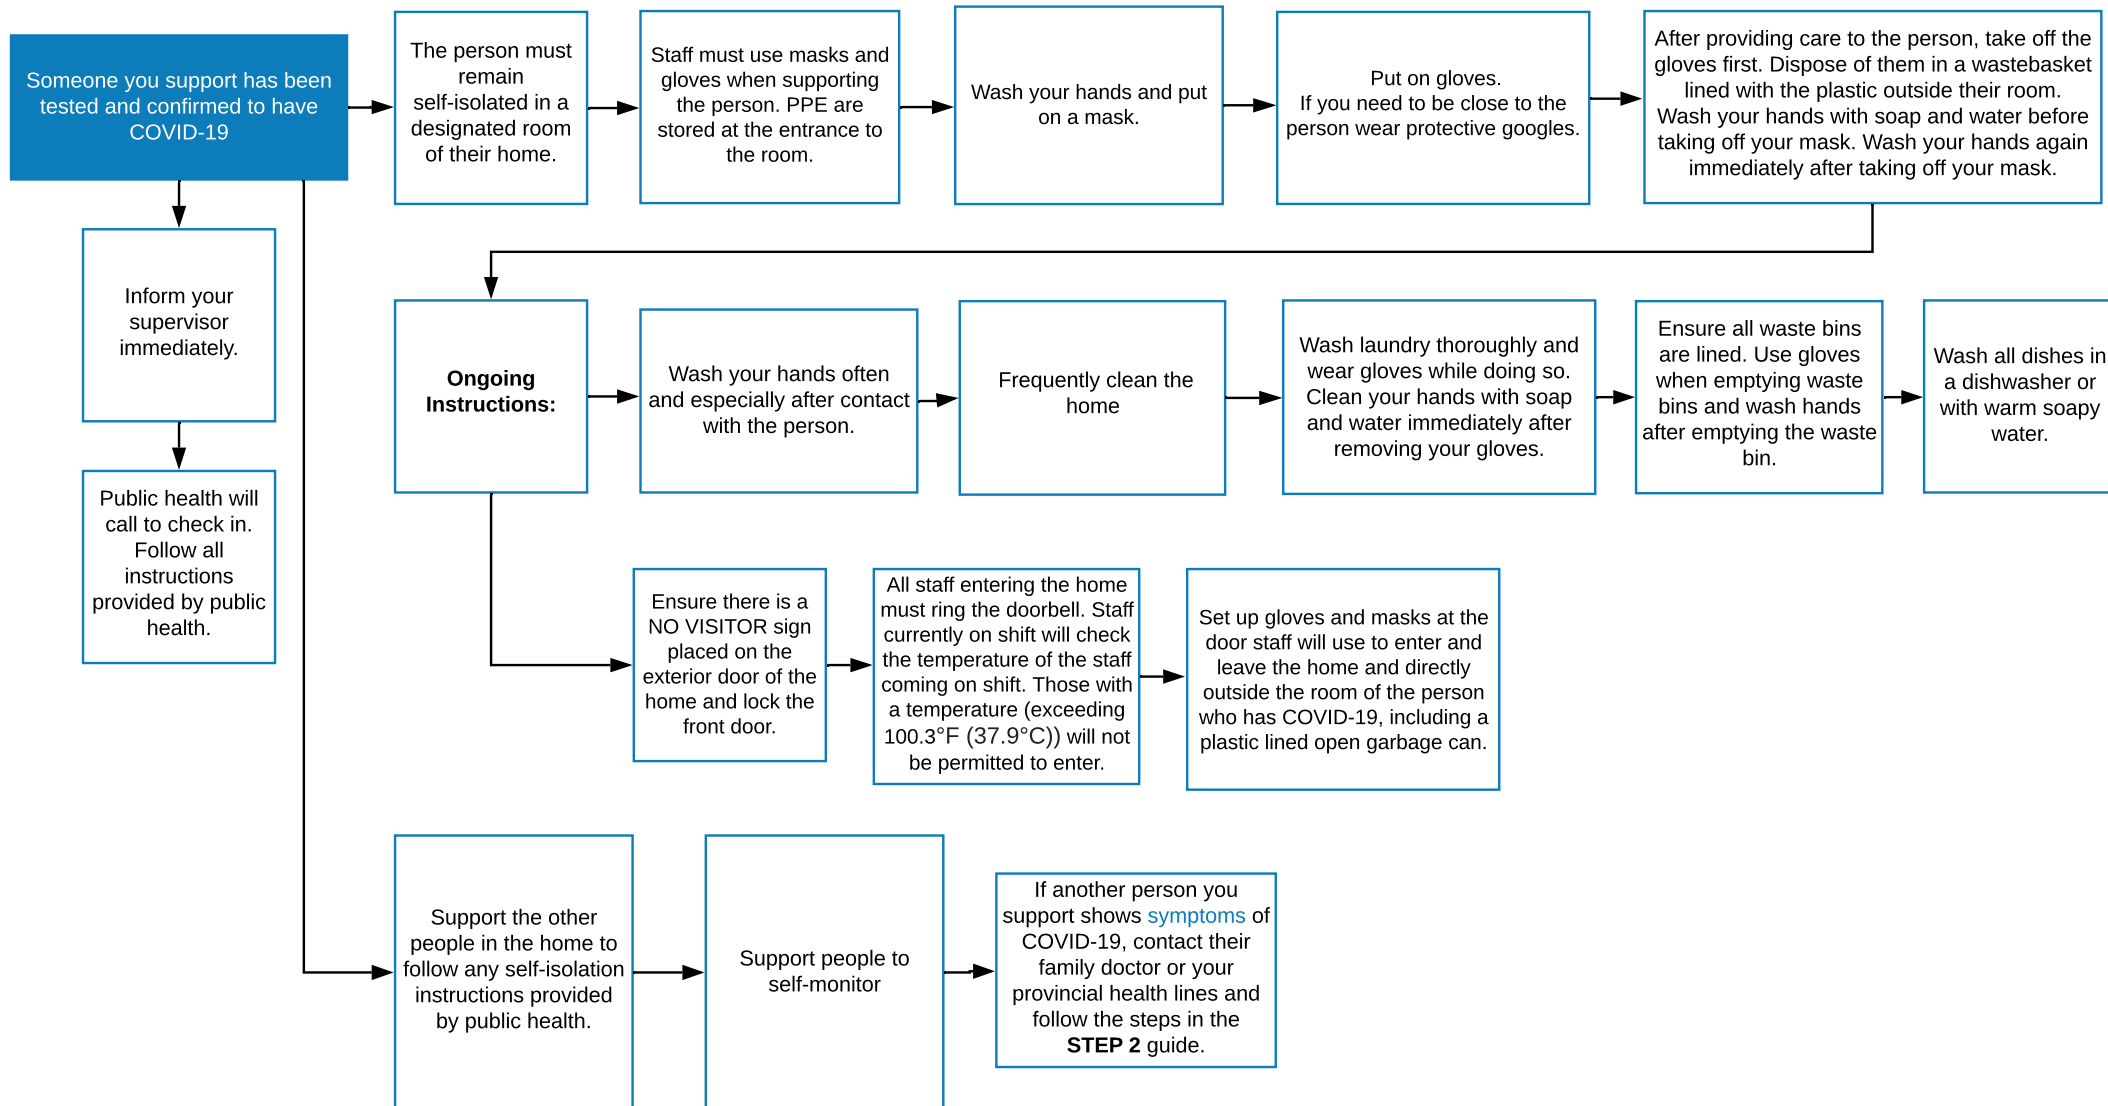 Someone you support has been
tested and confirmed to have
COVID-19
The person must
remain
self-isolated in a
designated room
of their home.
Staff must use masks and
gloves when supporting
the person. PPE are
stored at the entrance to
the room.
Wash your hands and put
on a mask.
Put on gloves.
If you need to be close to the
person wear protective googles.
After providing care to the person, take off the
gloves first. Dispose of them in a wastebasket
lined with the plastic outside their room.
Wash your hands with soap and water before
taking off your mask. Wash your hands again
immediately after taking off your mask.
Inform your
supervisor
immediately.
Public health will
call to check in.
Follow all
instructions
provided by public
health.
Ongoing
Instructions:
Wash your hands often
and especially after contact
with the person.
Frequently clean the
home
Wash laundry thoroughly and
wear gloves while doing so.
Clean your hands with soap
and water immediately after
removing your gloves.
Ensure all waste bins
are lined. Use gloves
when emptying waste
bins and wash hands
after emptying the waste
bin.
Wash all dishes in
a dishwasher or
with warm soapy
water.
Ensure there is a
NO VISITOR sign
placed on the
exterior door of the
home and lock the
front door.
All staff entering the home
must ring the doorbell. Staff
currently on shift will check
the temperature of the staff
coming on shift. Those with
a temperature (exceeding
100.3°F (37.9°C)) will not
be permitted to enter.
Set up gloves and masks at the
door staff will use to enter and
leave the home and directly
outside the room of the person
who has COVID-19, including a
plastic lined open garbage can.
Support the other
people in the home to
follow any self-isolation
instructions provided
by public health.
Support people to
self-monitor
If another person you
support shows symptoms of
COVID-19, contact their
family doctor or your
provincial health lines and
follow the steps in the
STEP 2 guide.